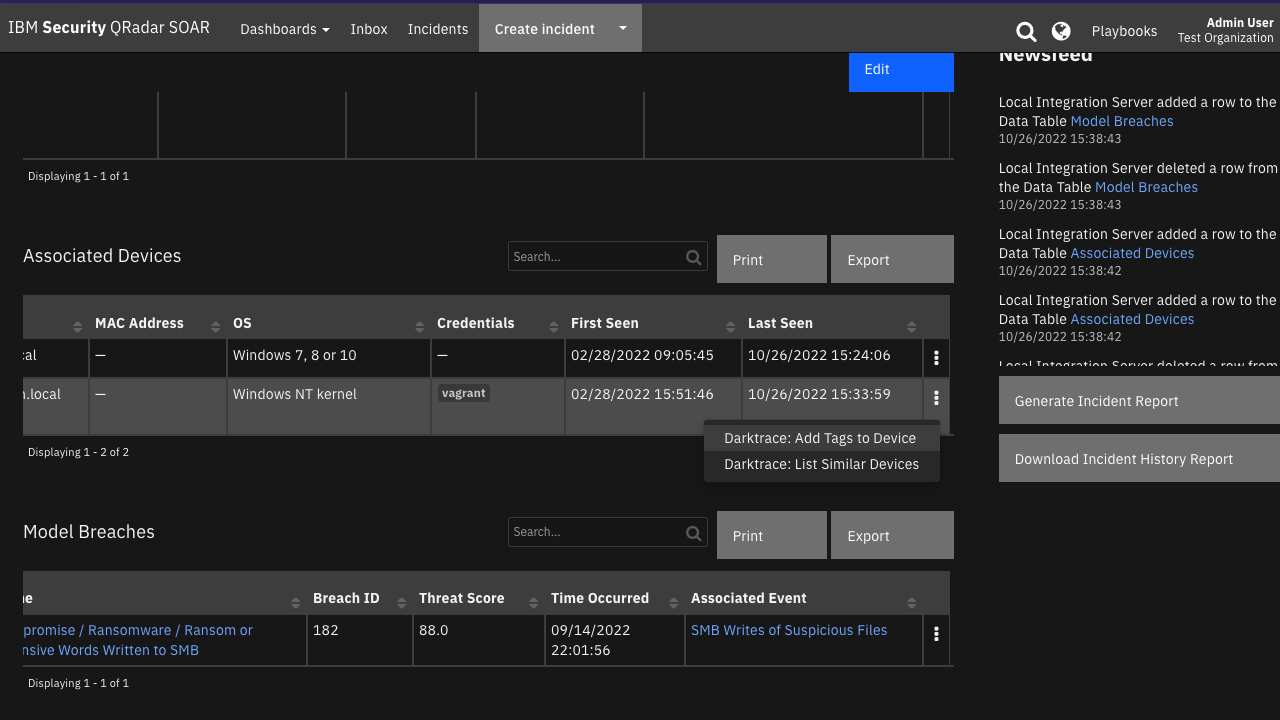 IBM Security QRadar SOAR
Dashboards
Inbox
Incidents
Create incident
Playbooks
Admin User
Test Organization
Edit
Displaying 1 - 1 of 1
Associated Devices
Search...
Print
Export
MAC Address
OS
Credentials
First Seen
Last Seen
cal
—
Windows 7, 8 or 10
—
02/28/2022 09:05:45
10/26/2022 15:24:06
n.local
—
Windows NT kernel
vagrant
02/28/2022 15:51:46
10/26/2022 15:33:59
Darktrace: Add Tags to Device
Darktrace: List Similar Devices
Displaying 1 - 2 of 2
Model Breaches
Search...
Print
Export
e
Breach ID
Threat Score
Time Occurred
Associated Event
promise / Ransomware / Ransom or
nsive Words Written to SMB
182
88.0
09/14/2022
22:01:56
SMB Writes of Suspicious Files
Displaying 1 - 1 of 1
Newsfeed
Local Integration Server added a row to the
Data Table Model Breaches
10/26/2022 15:38:43
Local Integration Server deleted a row from
the Data Table Model Breaches
10/26/2022 15:38:43
Local Integration Server added a row to the
Data Table Associated Devices
10/26/2022 15:38:42
Local Integration Server added a row to the
Data Table Associated Devices
10/26/2022 15:38:42
Local Integration Server deleted a row from
Generate Incident Report
Download Incident History Report